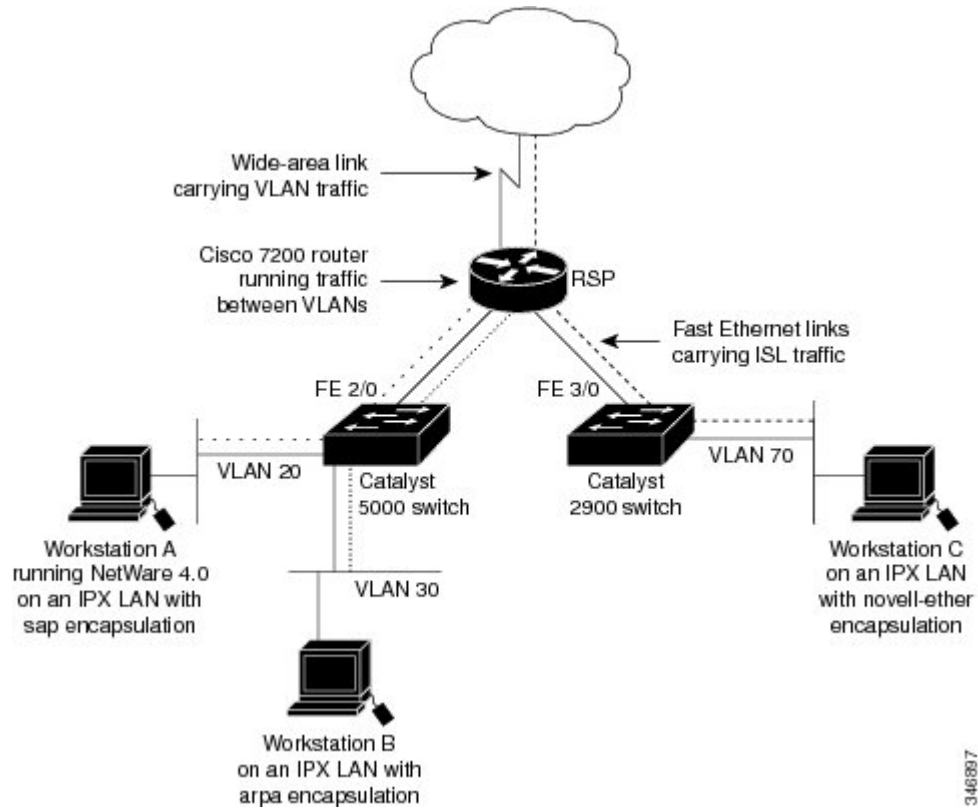 Wide-area link
carrying VLAN traffic
Cisco 7200 router
running traffic
between VLANs
RSP
Fast Ethernet links
carrying ISL traffic
FE 2/0
FE 3/0
VLAN 20
Catalyst
5000 switch
Catalyst
2900 switch
VLAN 70
Workstation A
running NetWare 4.0
on an IPX LAN with
sap encapsulation
VLAN 30
Workstation C
on an IPX LAN
with novell-ether
encapsulation
Workstation B
on an IPX LAN with
arpa encapsulation
346897